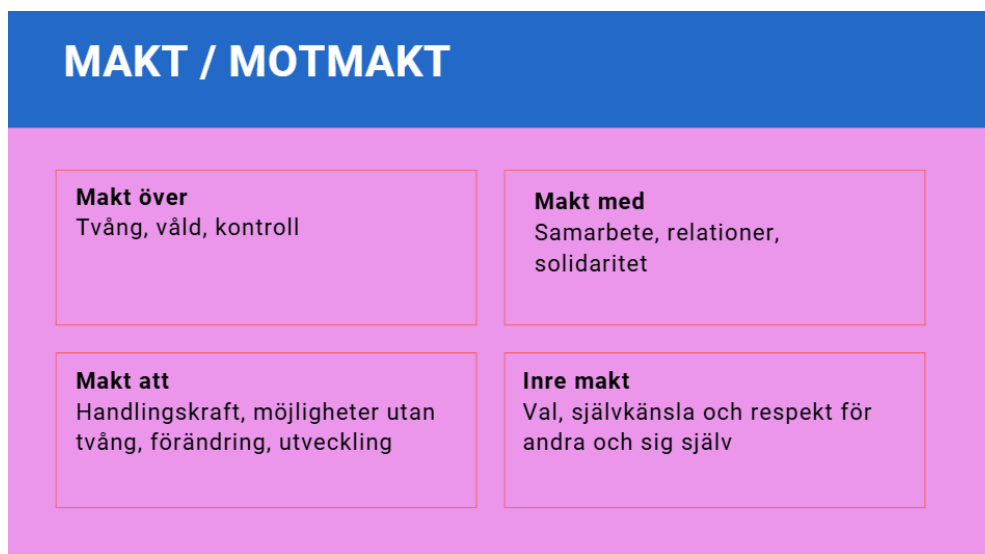 MAKT / MOTMAKT
Makt över
Tvång, våld, kontroll
Makt med
Samarbete, relationer,
solidaritet
Makt att
Handlingskraft, möjligheter utan
tvång, förändring, utveckling
Inre makt
Val, självkänsla och respekt för
andra och sig själv